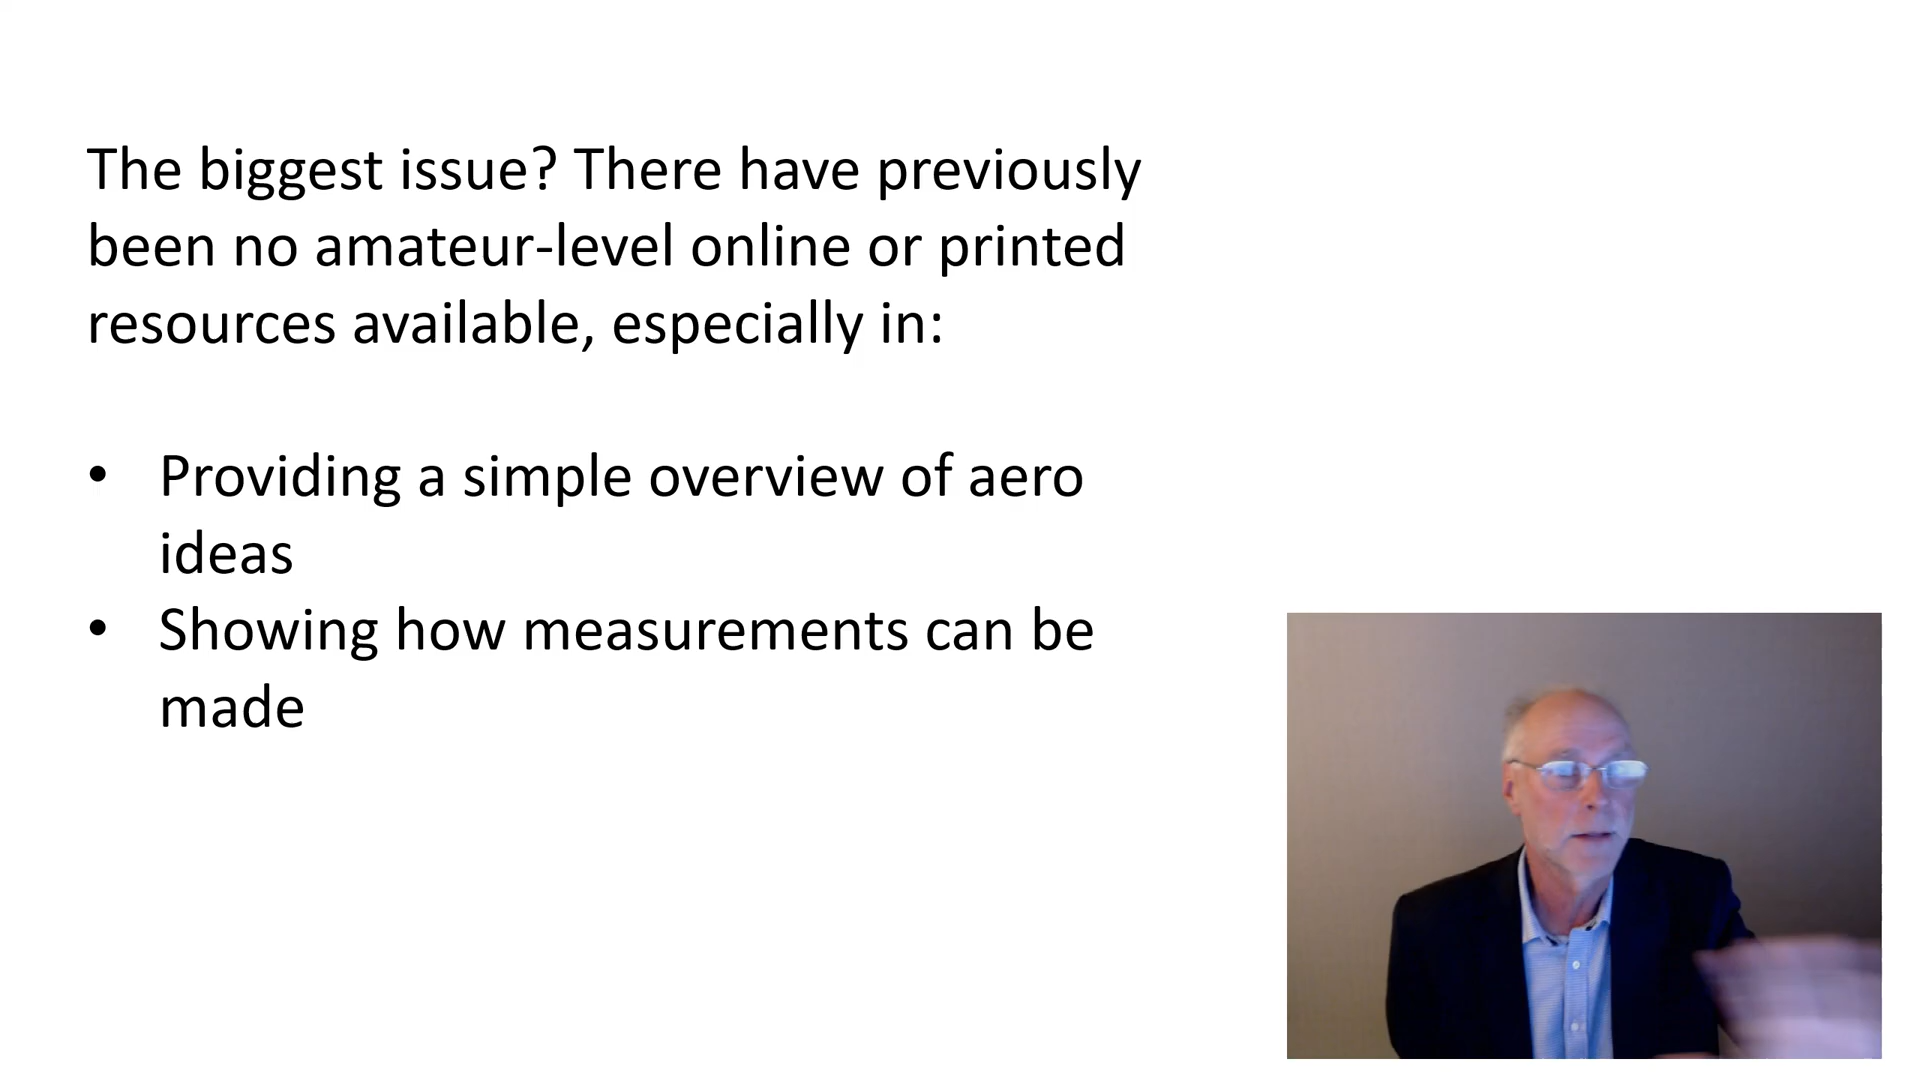 The biggest issue? There have previously
been no amateur-level online or printed
resources available, especially in:
• Providing a simple overview of aero
ideas
• Showing how measurements can be
made